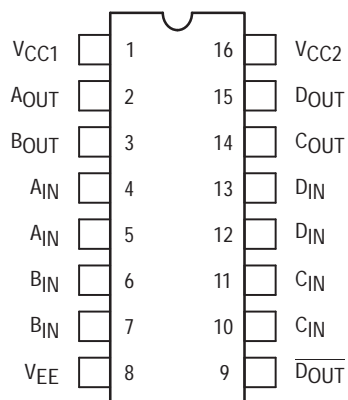 VCC1 1 16 VCC2
AOUT 2 15 DOUT
BOUT 3 14 COUT
AIN 4 13 DIN
AIN 5 12 DIN
BIN 6 11 CIN
BIN 7 10 CIN
VEE 8 9 D̅O̅U̅T̅